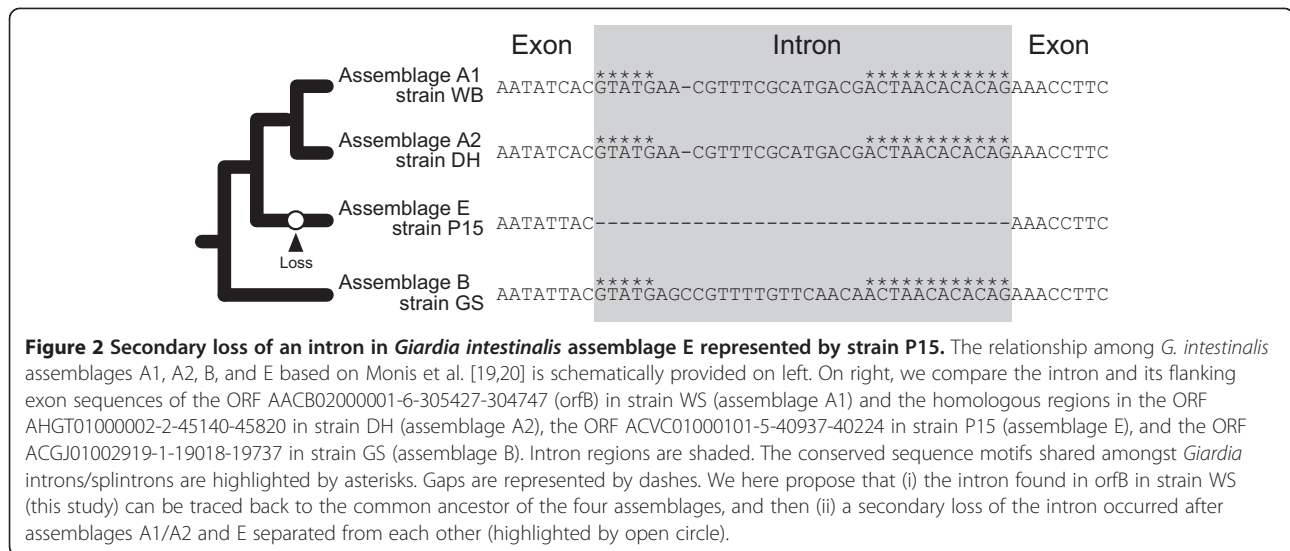 Exon Intron Exon
***** ************
Assemblage A1 strain WB AATATCACGTATGAA-CGTTTCGCATGACGACTAACACACAGAAACCTTC
***** ************
Assemblage A2 strain DH AATATCACGTATGAA-CGTTTCGCATGACGACTAACACACAGAAACCTTC
Assemblage E strain P15 AATATTAC-----------------------------------AAACCTTC
Loss
***** ************
Assemblage B strain GS AATATTACGTATGAGCCGTTTTGTTCAACAACTAACACACAGAAACCTTC
Figure 2 Secondary loss of an intron in Giardia intestinalis assemblage E represented by strain P15. The relationship among G. intestinalis
assemblages A1, A2, B, and E based on Monis et al. [19,20] is schematically provided on left. On right, we compare the intron and its flanking
exon sequences of the ORF AACB02000001-6-305427-304747 (orfB) in strain WS (assemblage A1) and the homologous regions in the ORF
AHGT01000002-2-45140-45820 in strain DH (assemblage A2), the ORF ACVC01000101-5-40937-40224 in strain P15 (assemblage E), and the ORF
ACGJ01002919-1-19018-19737 in strain GS (assemblage B). Intron regions are shaded. The conserved sequence motifs shared amongst Giardia
introns/splintrons are highlighted by asterisks. Gaps are represented by dashes. We here propose that (i) the intron found in orfB in strain WS
(this study) can be traced back to the common ancestor of the four assemblages, and then (ii) a secondary loss of the intron occurred after
assemblages A1/A2 and E separated from each other (highlighted by open circle).